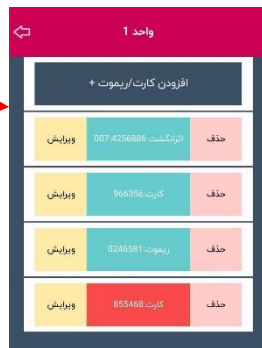 واحد 1
افزودن کارت/ریموت +
حذف اثرانگشت:007:4256886 ویرایش
حذف کارت:966356 ویرایش
حذف ریموت:0246581 ویرایش
حذف کارت:855468 ویرایش